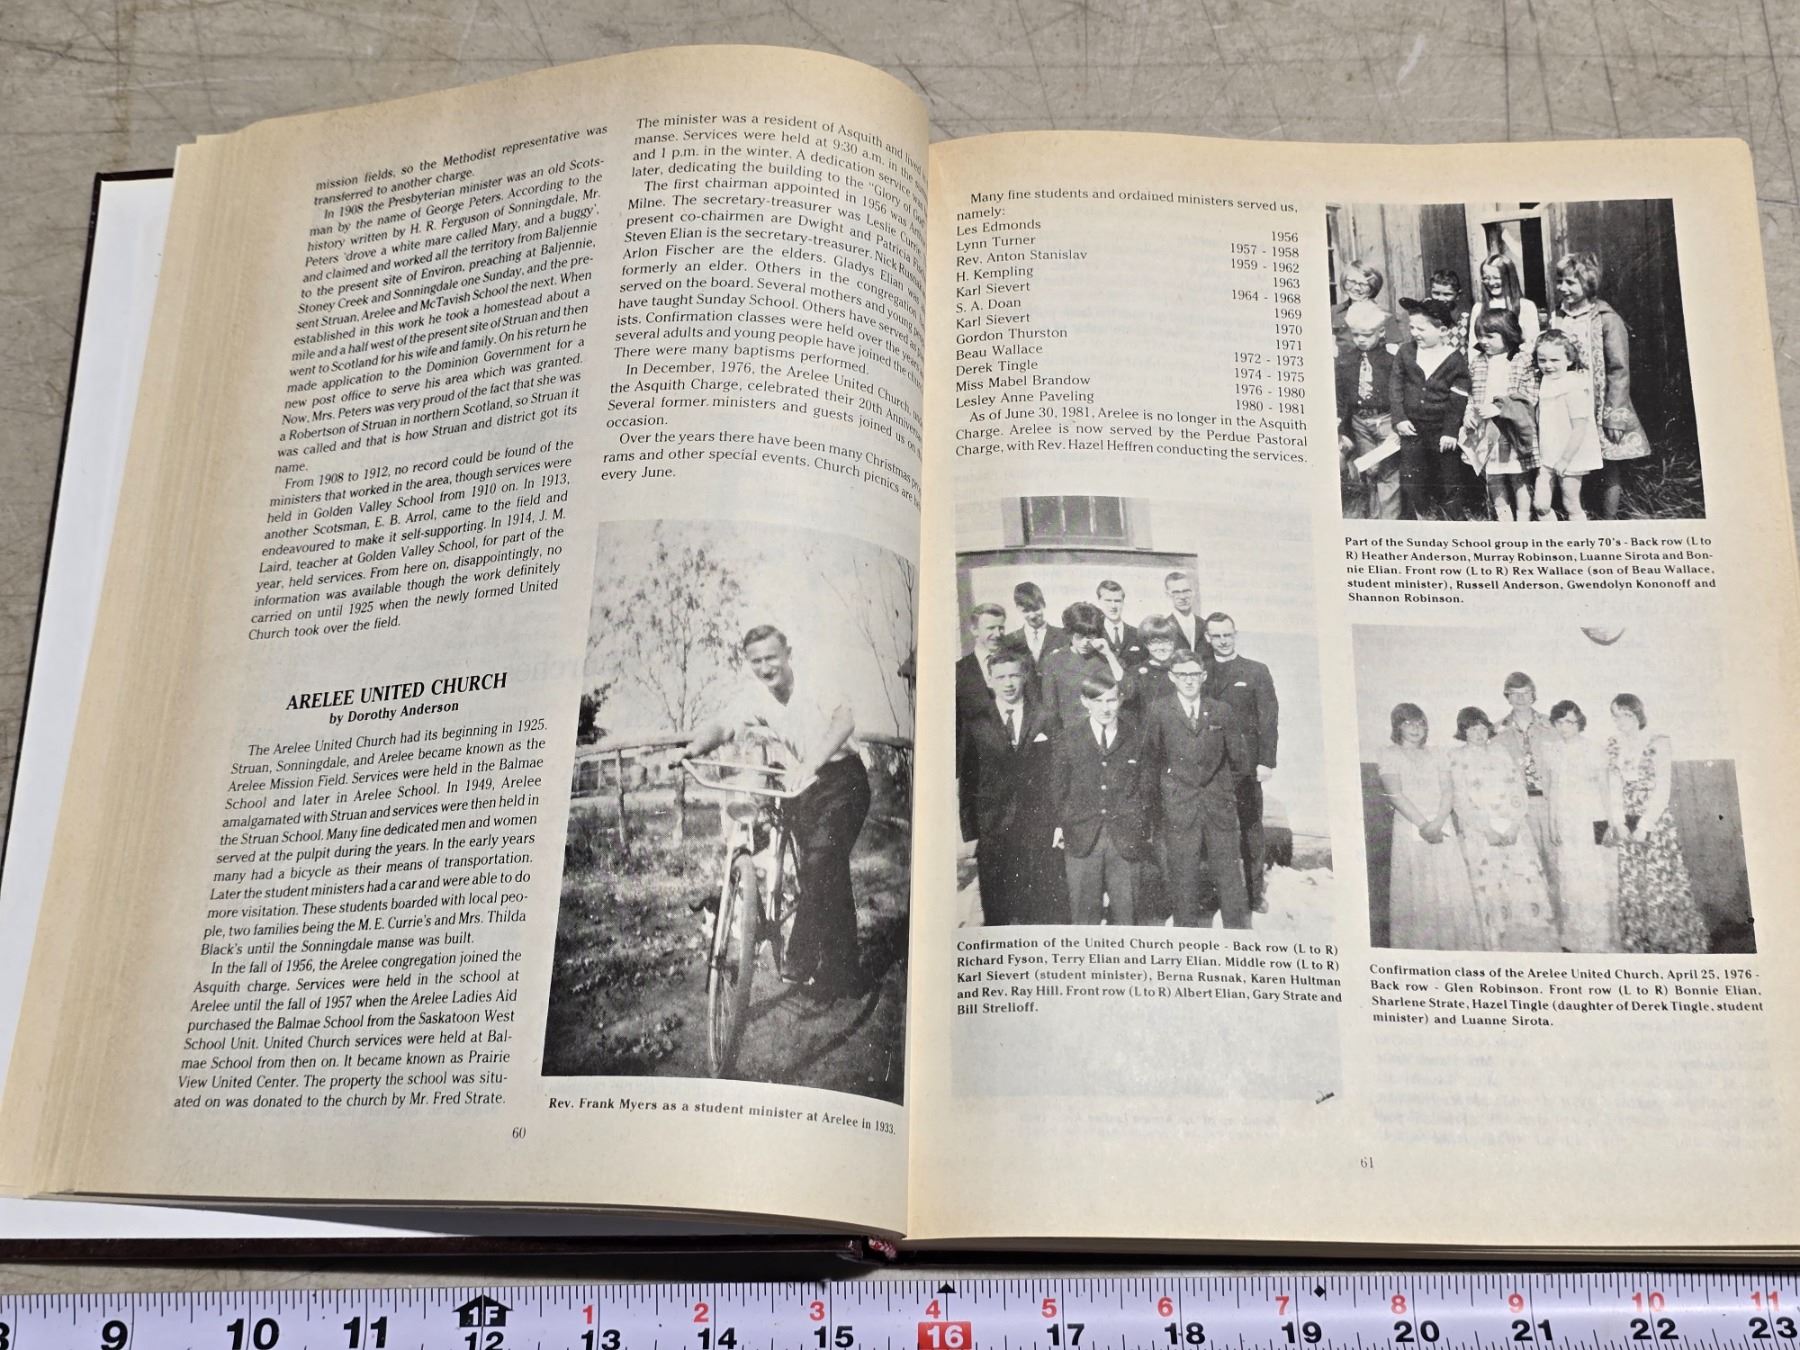 mission fields, so the Methodist representative was
transferred to another charge.
In 1908 the Presbyterian minister was an old Scots-
man by the name of George Peters. According to the
history written by H. R. Ferguson of Sonningdale, Mr.
Peters 'drove a white mare called Mary, and a buggy',
and claimed and worked all the territory from Baljennie
to the present site of Environ, preaching at Baljennie,
Stoney Creek and Sonningdale one Sunday, and the pre-
sent Struan, Arelee and McTavish School the next. When
established in this work he took a homestead about a
mile and a half west of the present site of Struan and then
went to Scotland for his wife and family. On his return he
made application to the Dominion Government for a
new post office to serve his area which was granted.
Now, Mrs. Peters was very proud of the fact that she was
a Robertson of Struan in northern Scotland, so Struan it
was called and that is how Struan and district got its
name.
From 1908 to 1912, no record could be found of the
ministers that worked in the area, though services were
held in Golden Valley School from 1910 on. In 1913,
another Scotsman, E. B. Arrol, came to the field and
endeavoured to make it self-supporting. In 1914, J. M.
Laird, teacher at Golden Valley School, for part of the
year, held services. From here on, disappointingly, no
information was available though the work definitely
carried on until 1925 when the newly formed United
Church took over the field.
ARELEE UNITED CHURCH
by Dorothy Anderson
The Arelee United Church had its beginning in 1925.
Struan, Sonningdale, and Arelee became known as the
Arelee Mission Field. Services were held in the Balmae
School and later in Arelee School. In 1949, Arelee
amalgamated with Struan and services were then held in
the Struan School. Many fine dedicated men and women
served at the pulpit during the years. In the early years
many had a bicycle as their means of transportation.
Later the student ministers had a car and were able to do
more visitation. These students boarded with local peo-
ple, two families being the M. E. Currie's and Mrs. Thilda
Black's until the Sonningdale manse was built.
In the fall of 1956, the Arelee congregation joined the
Asquith charge. Services were held in the school at
Arelee until the fall of 1957 when the Arelee Ladies Aid
purchased the Balmae School from the Saskatoon West
School Unit. United Church services were held at Bal-
mae School from then on. It became known as Prairie
View United Center. The property the school was situ-
ated on was donated to the church by Mr. Fred Strate.
60
The minister was a resident of Asquith and lived
manse. Services were held at 9:30 a.m. in the
and 1 p.m. in the winter. A dedication service was
later, dedicating the building to the "Glory of
The first chairman appointed in 1956 was
Milne. The secretary-treasurer was Leslie
present co-chairmen are Dwight and Patricia
Steven Elian is the secretary-treasurer. Nick
Arlon Fischer are the elders. Gladys Elian was
formerly an elder. Others in the congregation
served on the board. Several mothers and young
have taught Sunday School. Others have served as
ists. Confirmation classes were held over the years
several adults and young people have joined the
There were many baptisms performed.
In December, 1976, the Arelee United Church,
the Asquith Charge, celebrated their 20th
Several former ministers and guests joined us on
occasion.
Over the years there have been many Christmas
rams and other special events. Church picnics are
every June.
Rev. Frank Myers as a student minister at Arelee in 1933.
Many fine students and ordained ministers served us,
namely:
Les Edmonds 1956
Lynn Turner 1957 - 1958
Rev. Anton Stanislav 1959 - 1962
H. Kempling 1963
Karl Sievert 1964 - 1968
S. A. Doan 1969
Karl Sievert 1970
Gordon Thurston 1971
Beau Wallace 1972 - 1973
Derek Tingle 1974 - 1975
Miss Mabel Brandow 1976 - 1980
Lesley Anne Paveling 1980 - 1981
As of June 30, 1981, Arelee is no longer in the Asquith
Charge. Arelee is now served by the Perdue Pastoral
Charge, with Rev. Hazel Heffren conducting the services.
Confirmation of the United Church people - Back row (L to R)
Richard Fyson, Terry Elian and Larry Elian. Middle row (L to R)
Karl Sievert (student minister), Berna Rusnak, Karen Hultman
and Rev. Ray Hill. Front row (L to R) Albert Elian, Gary Strate and
Bill Strelioff.
Part of the Sunday School group in the early 70's - Back row (L to
R) Heather Anderson, Murray Robinson, Luanne Sirota and Bon-
nie Elian. Front row (L to R) Rex Wallace (son of Beau Wallace,
student minister), Russell Anderson, Gwendolyn Kononoff and
Shannon Robinson.
Confirmation class of the Arelee United Church, April 25, 1976 -
Back row - Glen Robinson. Front row (L to R) Bonnie Elian,
Sharlene Strate, Hazel Tingle (daughter of Derek Tingle, student
minister) and Luanne Sirota.
61
1F 1 2 3 4 5 6 7 8 9 10 11
8 9 10 11 12 13 14 15 16 17 18 19 20 21 22 23